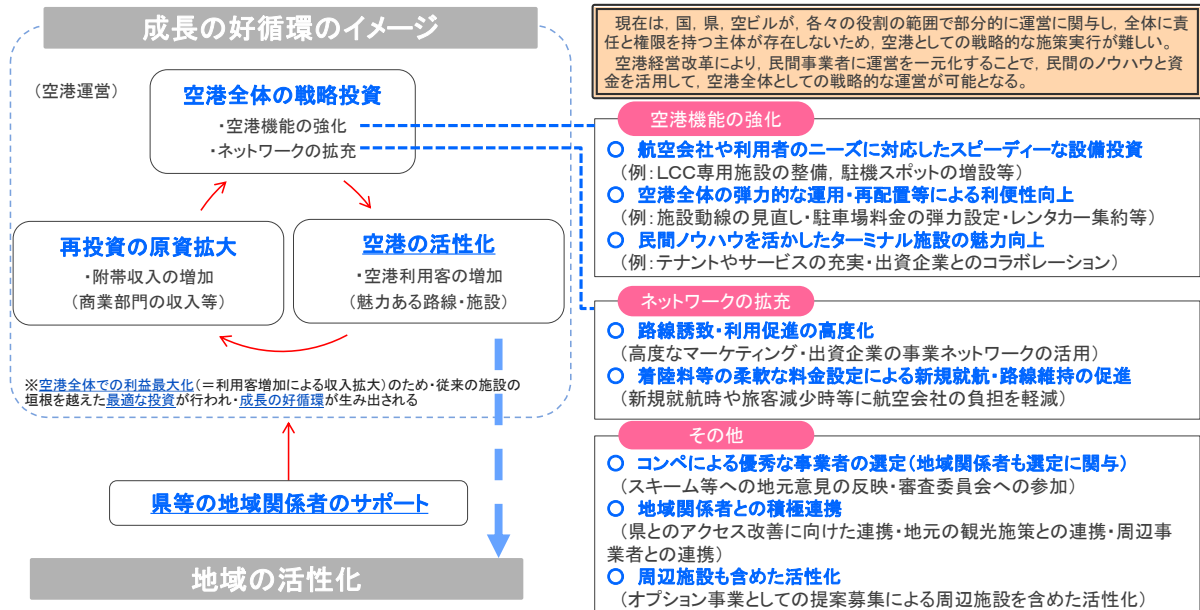 成長の好循環のイメージ
(空港運営)
空港全体の戦略投資
・空港機能の強化
・ネットワークの拡充
再投資の原資拡大
・附帯収入の増加
(商業部門の収入等)
空港の活性化
・空港利用客の増加
(魅力ある路線・施設)
※空港全体での利益最大化(=利用客増加による収入拡大)のため・従来の施設の
垣根を越えた最適な投資が行われ・成長の好循環が生み出される
県等の地域関係者のサポート
地域の活性化
現在は,国,県,空ビルが,各々の役割の範囲で部分的に運営に関与し,全体に責
任と権限を持つ主体が存在しないため,空港としての戦略的な施策実行が難しい。
空港経営改革により,民間事業者に運営を一元化することで,民間のノウハウと資
金を活用して,空港全体としての戦略的な運営が可能となる。
空港機能の強化
○ 航空会社や利用者のニーズに対応したスピーディーな設備投資
(例:LCC専用施設の整備,駐機スポットの増設等)
○ 空港全体の弾力的な運用・再配置等による利便性向上
(例:施設動線の見直し・駐車場料金の弾力設定・レンタカー集約等)
○ 民間ノウハウを活かしたターミナル施設の魅力向上
(例:テナントやサービスの充実・出資企業とのコラボレーション)
ネットワークの拡充
○ 路線誘致・利用促進の高度化
(高度なマーケティング・出資企業の事業ネットワークの活用)
○ 着陸料等の柔軟な料金設定による新規就航・路線維持の促進
(新規就航時や旅客減少時等に航空会社の負担を軽減)
その他
○ コンペによる優秀な事業者の選定(地域関係者も選定に関与)
(スキーム等への地元意見の反映・審査委員会への参加)
○ 地域関係者との積極連携
(県とのアクセス改善に向けた連携・地元の観光施策との連携・周辺事
業者との連携)
○ 周辺施設も含めた活性化
(オプション事業としての提案募集による周辺施設を含めた活性化)